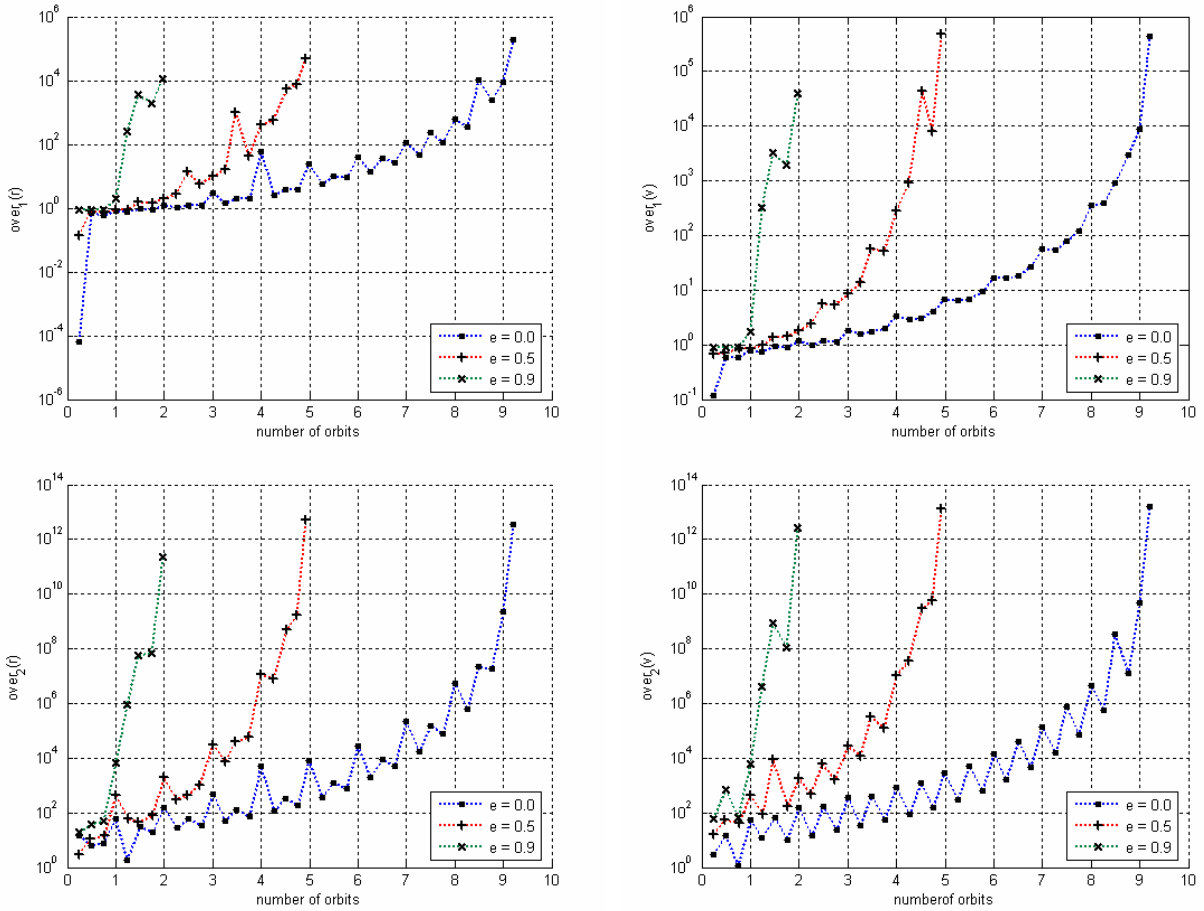 10^6
10^4
10^2
10^0
10^-2
10^-4
10^-6
over_1(r)
0 1 2 3 4 5 6 7 8 9 10
number of orbits
e = 0.0
e = 0.5
e = 0.9
10^6
10^5
10^4
10^3
10^2
10^1
10^0
10^-1
over_1(v)
0 1 2 3 4 5 6 7 8 9 10
number of orbits
e = 0.0
e = 0.5
e = 0.9
10^14
10^12
10^10
10^8
10^6
10^4
10^2
10^0
over_2(r)
0 1 2 3 4 5 6 7 8 9 10
number of orbits
e = 0.0
e = 0.5
e = 0.9
10^14
10^12
10^10
10^8
10^6
10^4
10^2
10^0
over_2(v)
0 1 2 3 4 5 6 7 8 9 10
numberof orbits
e = 0.0
e = 0.5
e = 0.9